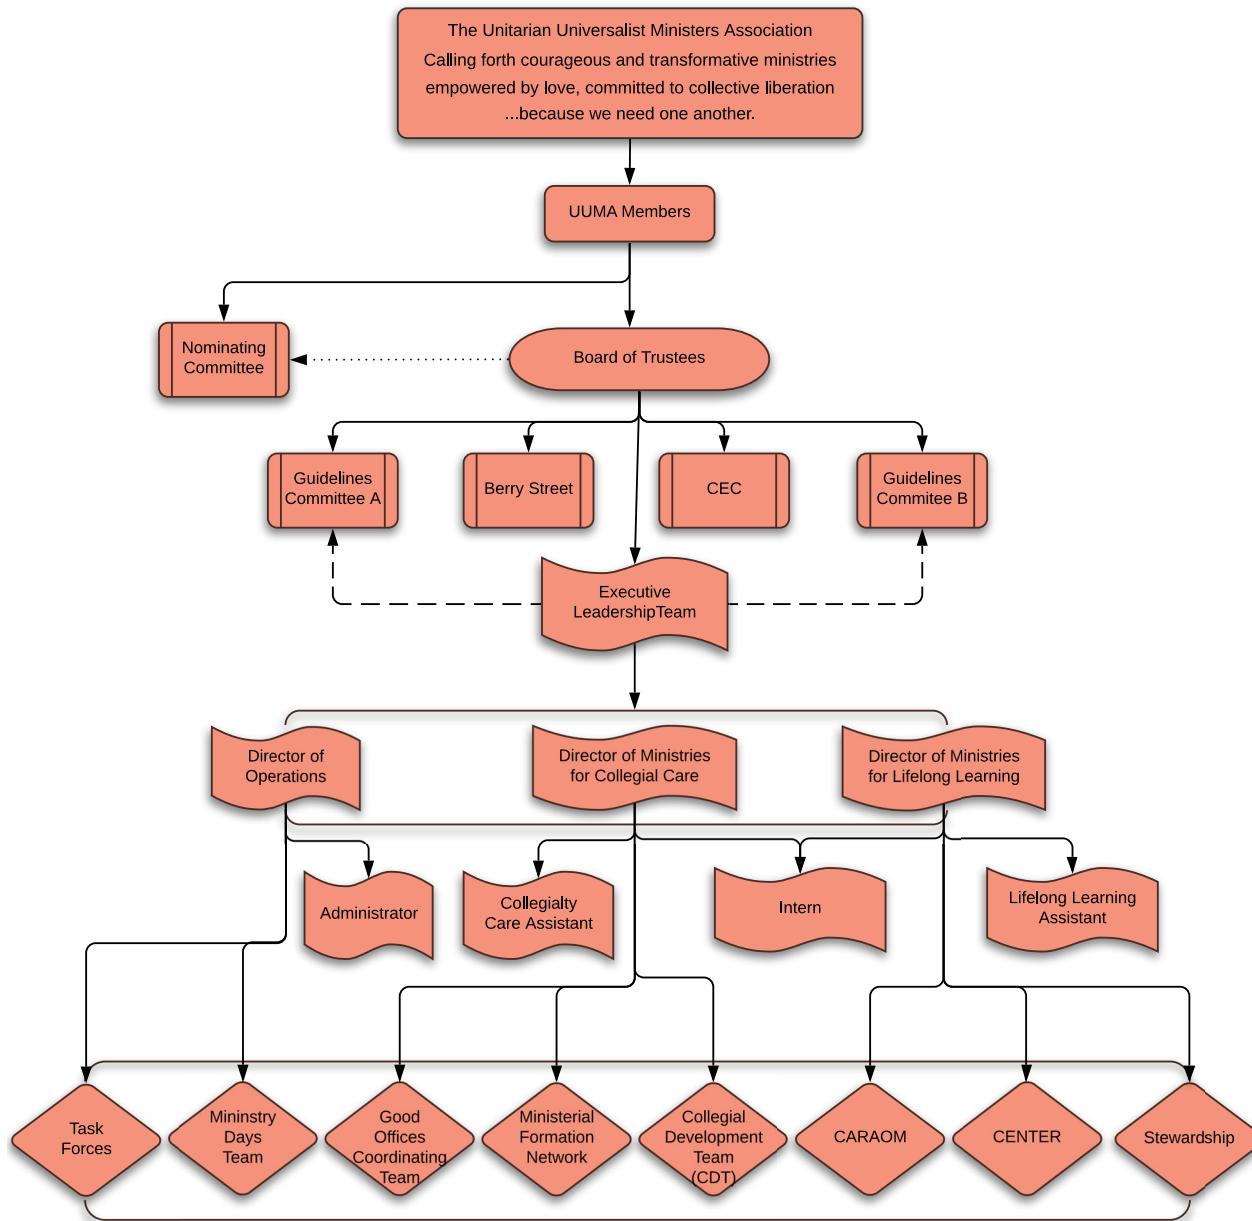 The Unitarian Universalist Ministers Association
Calling forth courageous and transformative ministries
empowered by love, committed to collective liberation
...because we need one another.
UUMA Members
Nominating
Committee
Board of Trustees
Guidelines
Committee A
Berry Street
CEC
Guidelines
Commitee B
Executive
LeadershipTeam
Director of
Operations
Director of Ministries
for Collegial Care
Director of Ministries
for Lifelong Learning
Administrator
Collegialty
Care Assistant
Intern
Lifelong Learning
Assistant
Task
Forces
Mininstry
Days
Team
Good
Offices
Coordinating
Team
Ministerial
Formation
Network
Collegial
Development
Team
(CDT)
CARAOM
CENTER
Stewardship